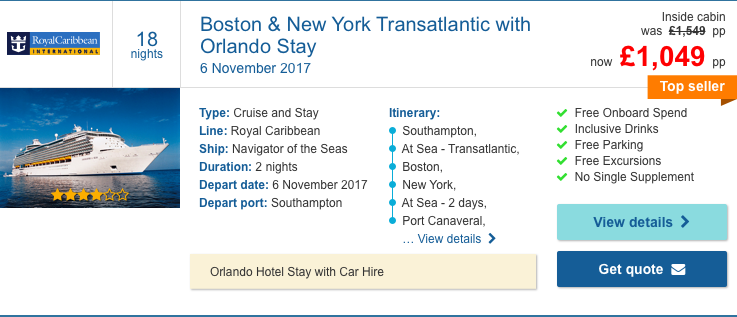 RoyalCaribbean
INTERNATIONAL
18
nights
Boston & New York Transatlantic with
Orlando Stay
6 November 2017
Inside cabin
was £1,549 pp
now £1,049 pp
Top seller
Type: Cruise and Stay
Line: Royal Caribbean
Ship: Navigator of the Seas
Duration: 2 nights
Depart date: 6 November 2017
Depart port: Southampton
Itinerary:
Southampton,
At Sea - Transatlantic,
Boston,
New York,
At Sea - 2 days,
Port Canaveral,
… View details
Free Onboard Spend
Inclusive Drinks
Free Parking
Free Excursions
No Single Supplement
View details
Get quote
Orlando Hotel Stay with Car Hire